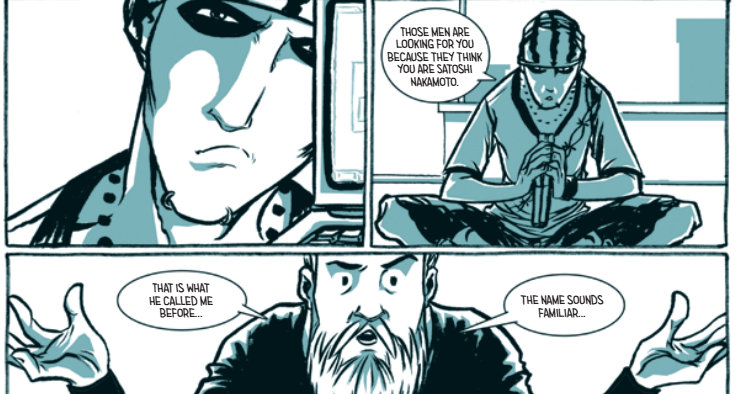 THOSE MEN ARE
LOOKING FOR YOU
BECAUSE THEY THINK
YOU ARE SATOSHI
NAKAMOTO.
THAT IS WHAT
HE CALLED ME
BEFORE...
THE NAME SOUNDS
FAMILIAR...